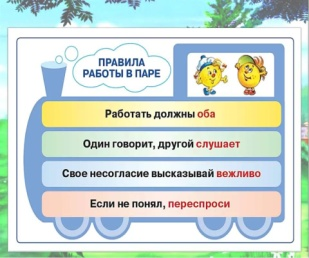 ПРАВИЛА
РАБОТЫ В ПАРЕ
Работать должны оба
Один говорит, другой слушает
Свое несогласие высказывай вежливо
Если не понял, переспроси